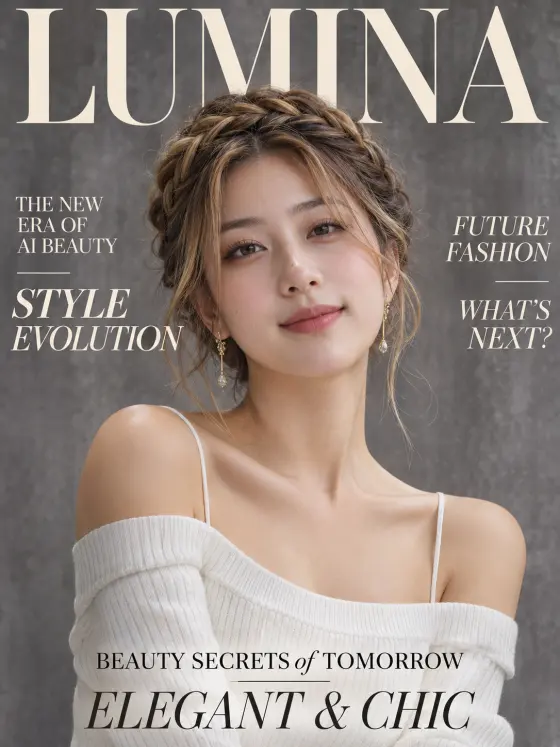 LUMINA
THE NEW
ERA OF
AI BEAUTY
STYLE
EVOLUTION
FUTURE
FASHION
WHAT'S
NEXT?
BEAUTY SECRETS of TOMORROW
ELEGANT & CHIC